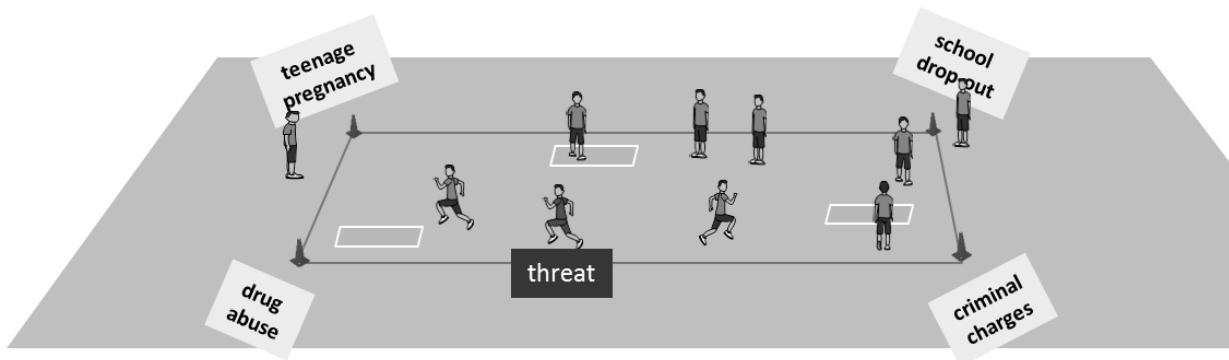 teenage
pregnancy
school
drop-out
threat
drug
abuse
criminal
charges